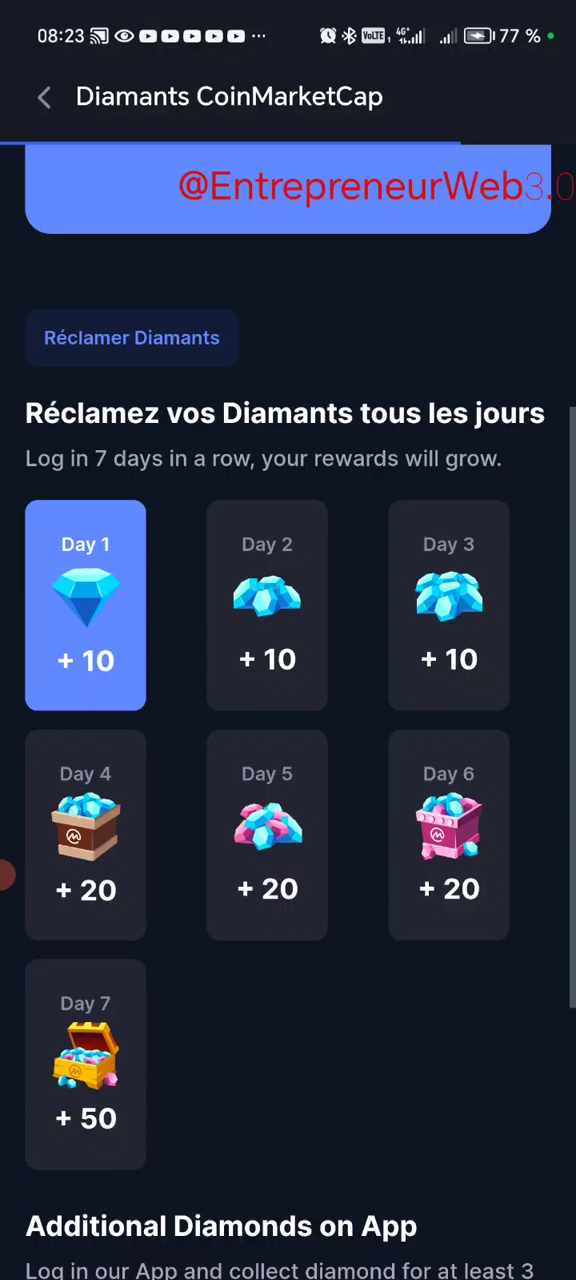 08:23
77 %
Diamants CoinMarketCap
@EntrepreneurWeb3.0
Réclamer Diamants
Réclamez vos Diamants tous les jours
Log in 7 days in a row, your rewards will grow.
Day 1
Day 2
Day 3
+ 10
+ 10
+ 10
Day 4
Day 5
Day 6
+ 20
+ 20
+ 20
Day 7
+ 50
Additional Diamonds on App
Log in our App and collect diamond for at least 3